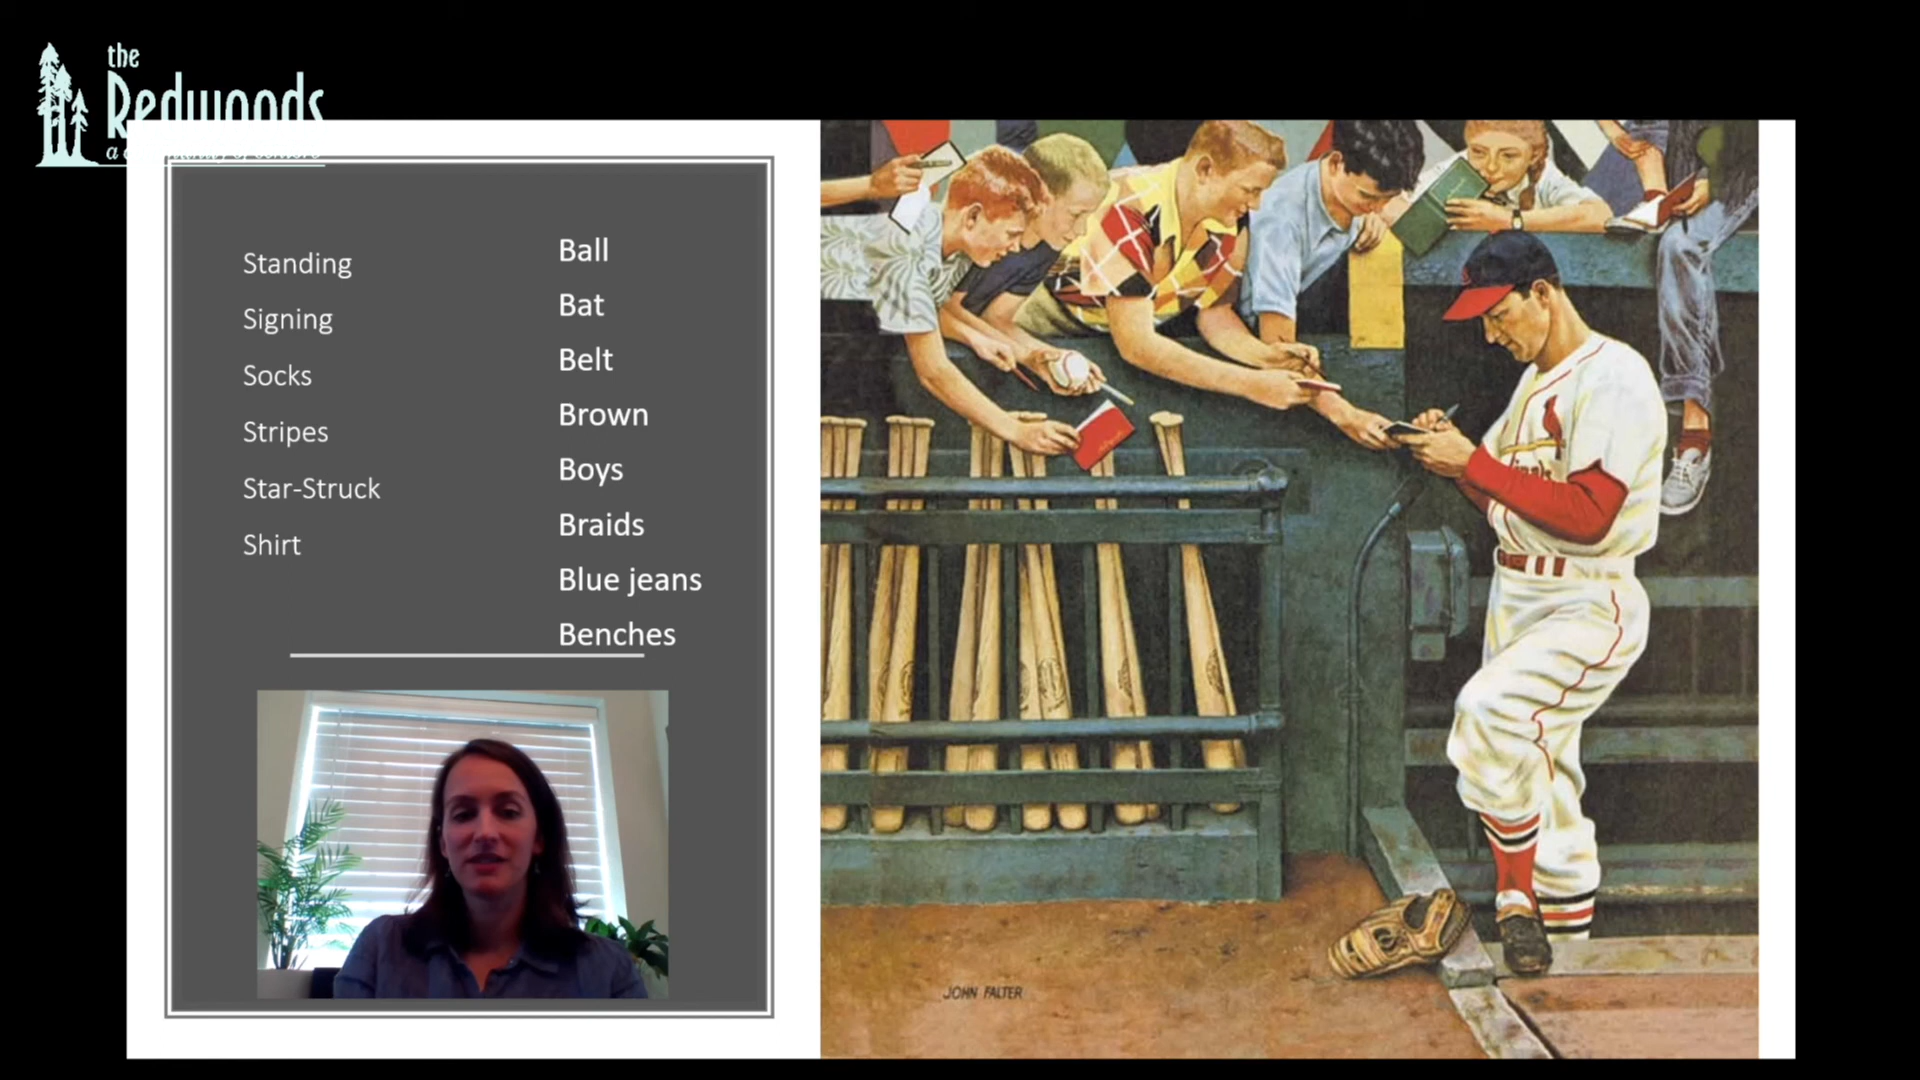 the
Redwoods
Standing
Signing
Socks
Stripes
Star-Struck
Shirt
Ball
Bat
Belt
Brown
Boys
Braids
Blue jeans
Benches
JOHN FALTER